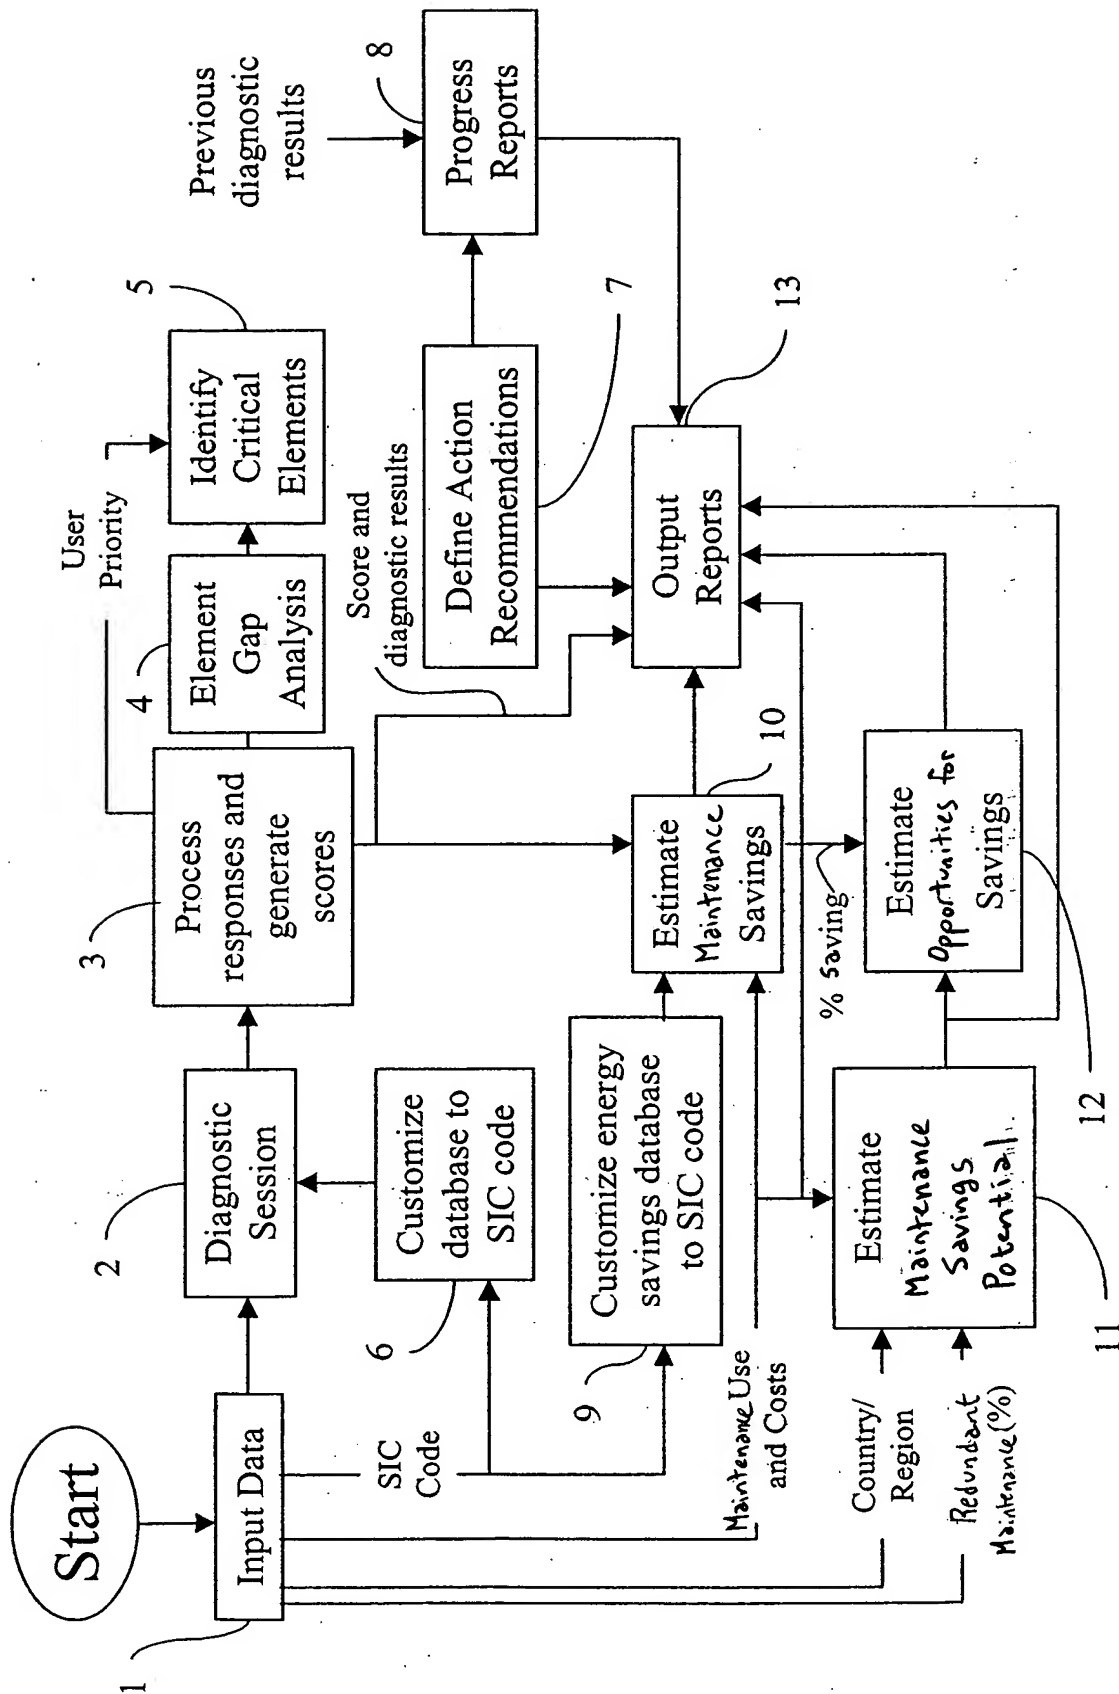 Start
1
Input Data
2
Diagnostic
Session
3
Process
responses and
generate
scores
4
Element
Gap
Analysis
User
Priority
5
Identify
Critical
Elements
Previous
diagnostic
results
8
Progress
Reports
SIC
Code
6
Customize
database to
SIC code
Score and
diagnostic results
Define Action
Recommendations
7
9
Customize energy
savings database
to SIC code
Estimate
Maintenance
Savings
10
Output
Reports
13
Maintenance Use
and Costs
% Saving
Country/
Region
Redundant
Maintenance(%)
Estimate
Maintenance
Savings
Potential
11
Estimate
Opportunities for
Savings
12